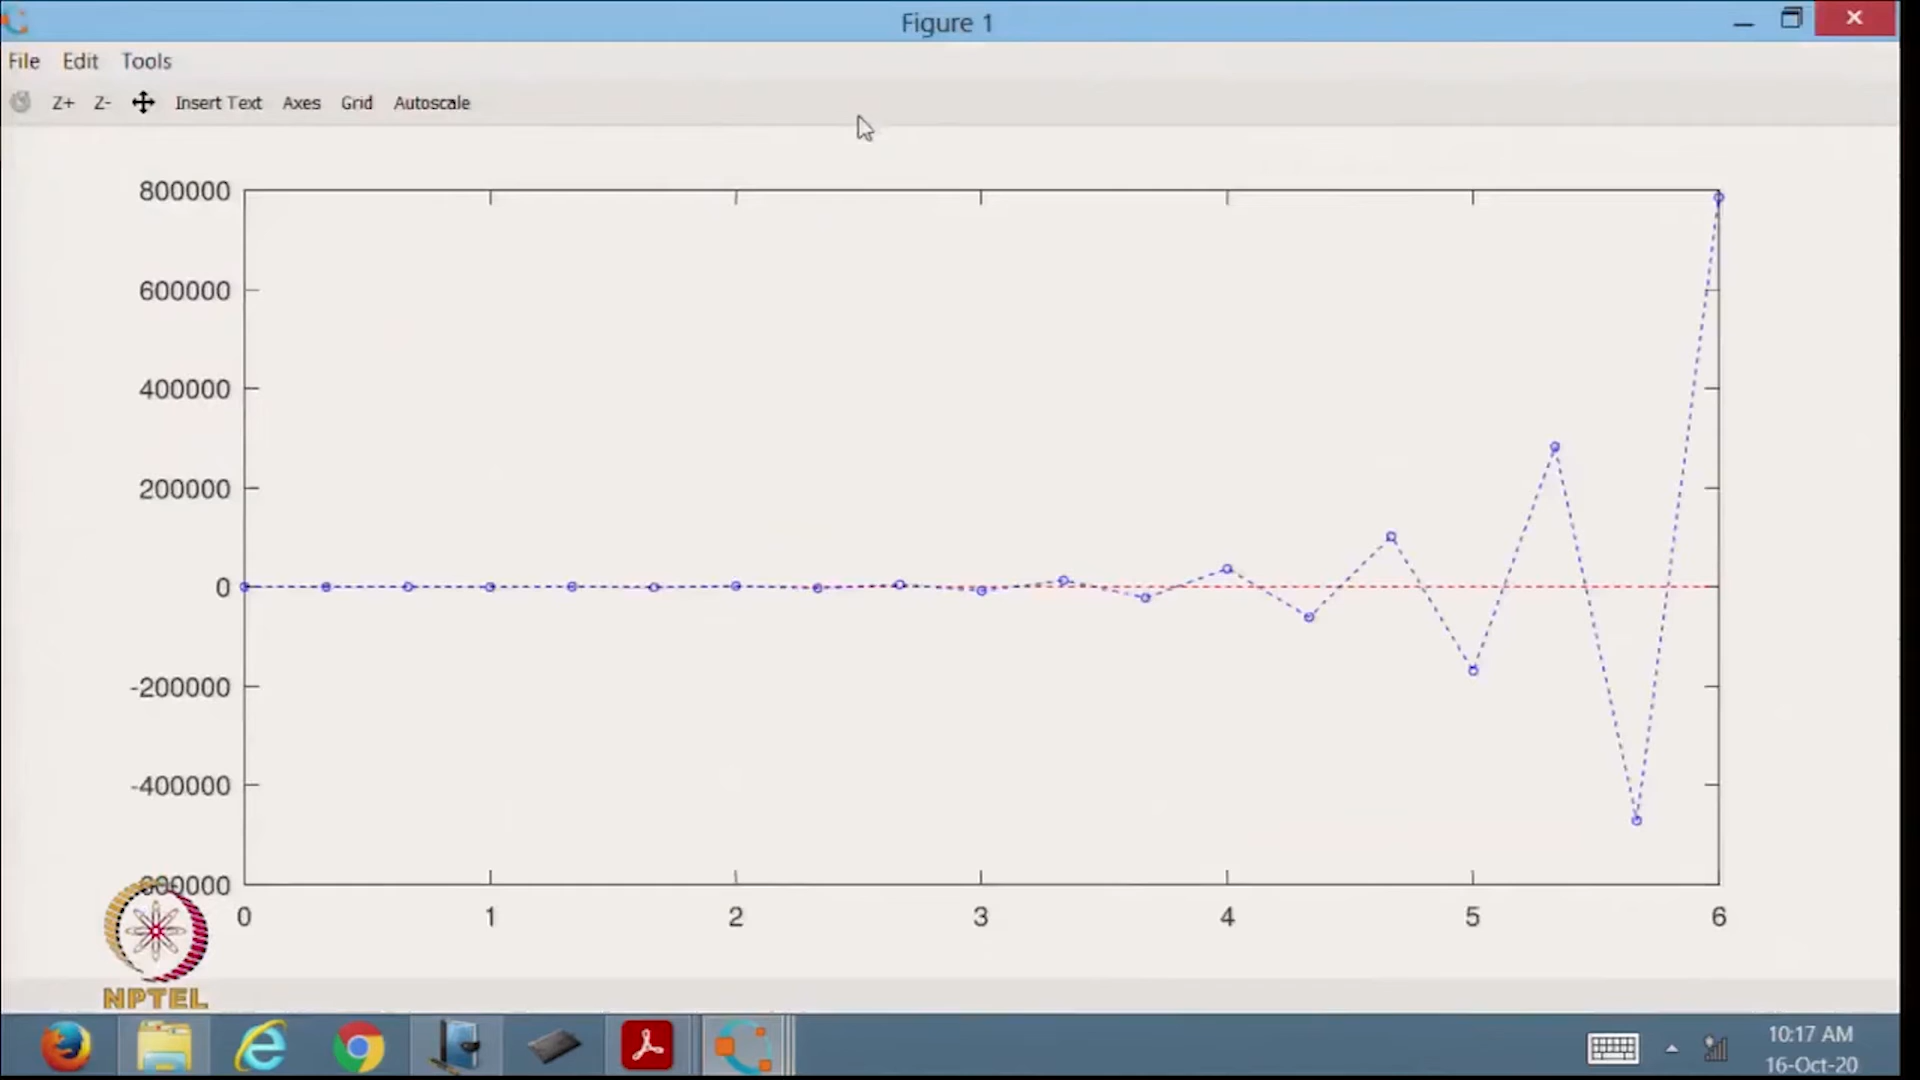 Figure 1
File Edit Tools
Z+ Z- Insert Text Axes Grid Autoscale
800000
600000
400000
200000
0
-200000
-400000
00000
0 1 2 3 4 5 6
NPTEL
10:17 AM
16-Oct-20